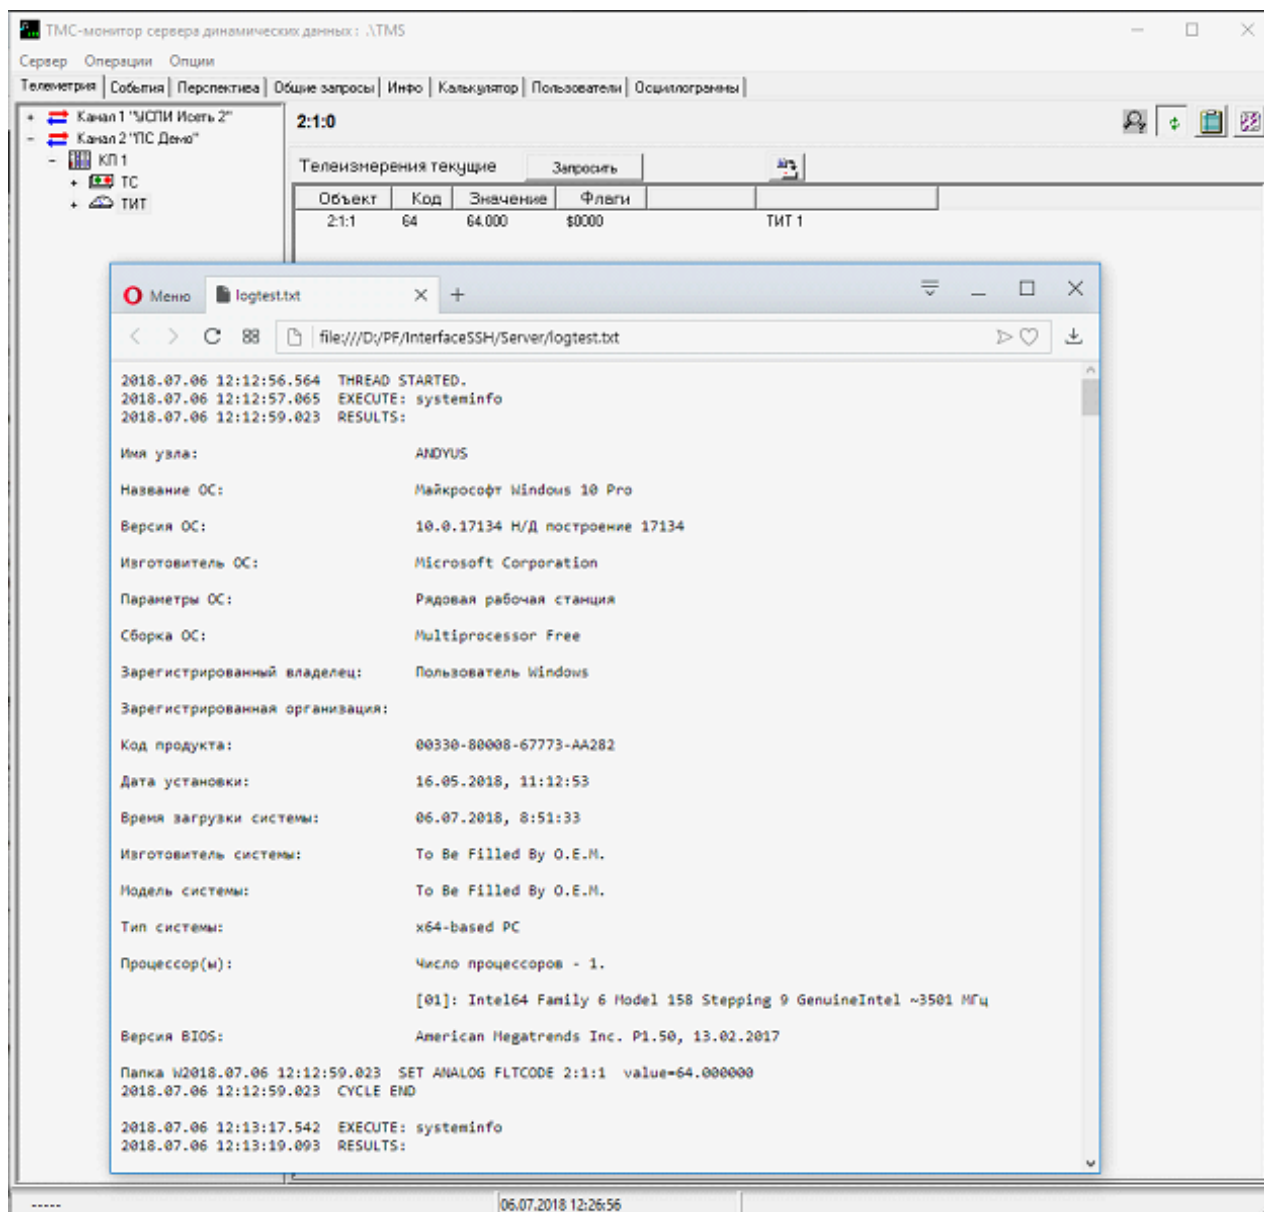 ТМС-монитор сервера динамических данных : .\TMS
Сервер Операции Опции
Телеметрия События Перспектива Общие запросы Инфо Калькулятор Пользователи Осциллограммы
Канал 1 "УСПИ Исеть 2"
Канал 2 "ПС Демо"
КП 1
ТС
ТИТ
2:1:0
Телеизмерения текущие Запросить
Объект Код Значение Флаги
2:1:1 64 64.000 $0000 ТИТ 1
Меню logtest.txt
file:///D:/PF/InterfaceSSH/Server/logtest.txt
2018.07.06 12:12:56.564 THREAD STARTED.
2018.07.06 12:12:57.065 EXECUTE: systeminfo
2018.07.06 12:12:59.023 RESULTS:
Имя узла: ANDYUS
Название ОС: Майкрософт Windows 10 Pro
Версия ОС: 10.0.17134 Н/Д построение 17134
Изготовитель ОС: Microsoft Corporation
Параметры ОС: Рядовая рабочая станция
Сборка ОС: Multiprocessor Free
Зарегистрированный владелец: Пользователь Windows
Зарегистрированная организация:
Код продукта: 00330-80008-67773-AA282
Дата установки: 16.05.2018, 11:12:53
Время загрузки системы: 06.07.2018, 8:51:33
Изготовитель системы: To Be Filled By O.E.M.
Модель системы: To Be Filled By O.E.M.
Тип системы: x64-based PC
Процессор(ы): Число процессоров - 1.
[01]: Intel64 Family 6 Model 158 Stepping 9 GenuineIntel ~3501 МГц
Версия BIOS: American Megatrends Inc. P1.50, 13.02.2017
Папка W2018.07.06 12:12:59.023 SET ANALOG FLTCODE 2:1:1 value=64.000000
2018.07.06 12:12:59.023 CYCLE END
2018.07.06 12:13:17.542 EXECUTE: systeminfo
2018.07.06 12:13:19.093 RESULTS:
----- 06.07.2018 12:26:56